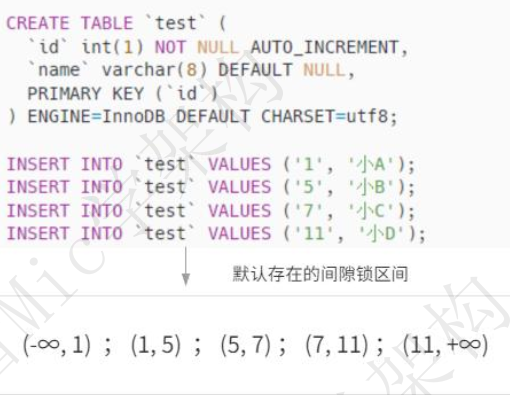 CREATE TABLE `test` (
  `id` int(1) NOT NULL AUTO_INCREMENT,
  `name` varchar(8) DEFAULT NULL,
  PRIMARY KEY (`id`)
) ENGINE=InnoDB DEFAULT CHARSET=utf8;
INSERT INTO `test` VALUES ('1', '小A');
INSERT INTO `test` VALUES ('5', '小B');
INSERT INTO `test` VALUES ('7', '小C');
INSERT INTO `test` VALUES ('11', '小D');
默认存在的间隙锁区间
(-∞, 1) ； (1, 5) ； (5, 7)； (7, 11)； (11, +∞)